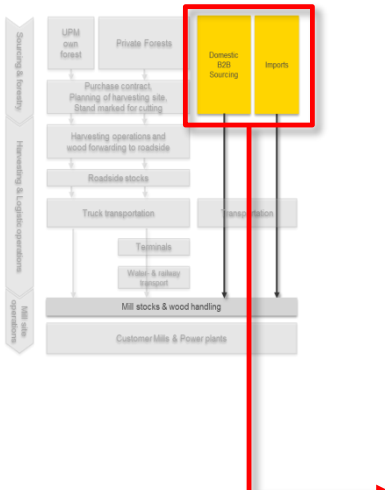 Sourcing & forestry
UPM
own
forest
Private Forests
Domestic
B2B
Sourcing
Imports
Purchase contract,
Planning of harvesting site,
Stand marked for cutting
Harvesting & Logistic operations
Harvesting operations and
wood forwarding to roadside
Roadside stocks
Truck transportation
Transportation
Terminals
Water- & railway
transport
Mill site
operations
Mill stocks & wood handling
Customer Mills & Power plants